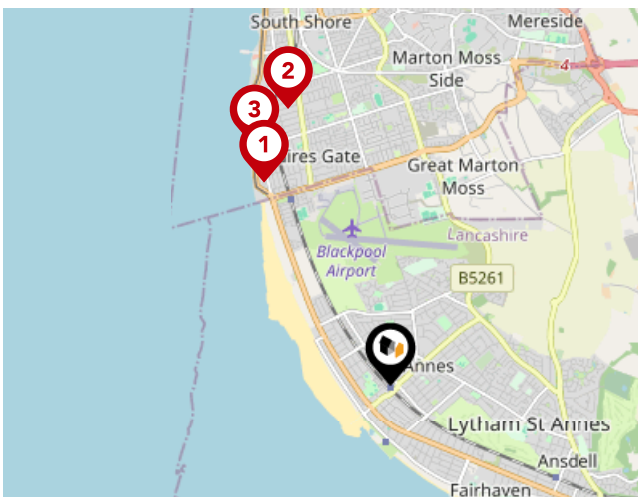 South Shore
Mereside
2
Marton Moss
Side
4
3
1
ires Gate
Great Marton
Moss
Lancashire
Blackpool
Airport
B5261
Annes
Lytham St Annes
Ansdell
Fairhaven